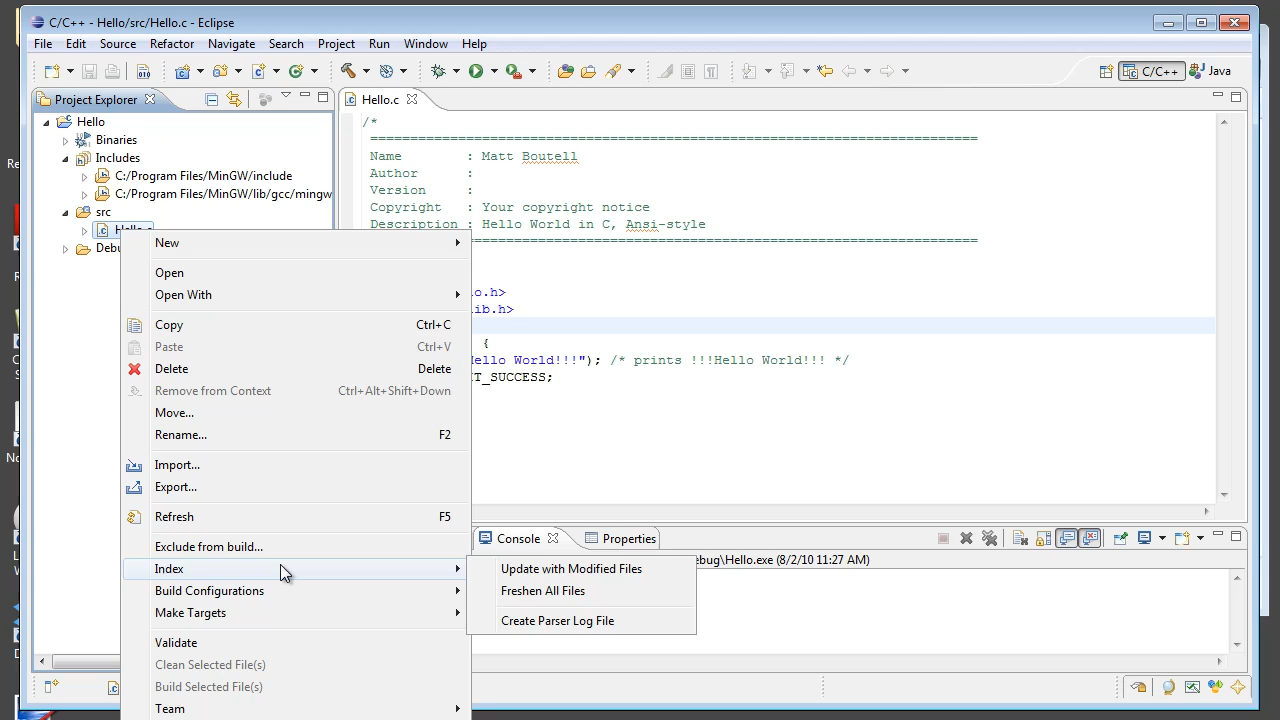 C/C++ - Hello/src/Hello.c - Eclipse
File Edit Source Refactor Navigate Search Project Run Window Help
C/C++ Java
Project Explorer
Hello
Binaries
Includes
C:/Program Files/MinGW/include
C:/Program Files/MinGW/lib/gcc/mingw
src
Hello.c
Debu
Hello.c
/*
============================================================================
Name : Matt Boutell
Author :
Version :
Copyright : Your copyright notice
Description : Hello World in C, Ansi-style
============================================================================
o.h>
ib.h>
{
ello World!!!"); /* prints !!!Hello World!!! */
T_SUCCESS;
New
Open
Open With
Copy Ctrl+C
Paste Ctrl+V
Delete Delete
Remove from Context Ctrl+Alt+Shift+Down
Move...
Rename... F2
Import...
Export...
Refresh F5
Exclude from build...
Index
Build Configurations
Make Targets
Validate
Clean Selected File(s)
Build Selected File(s)
Team
Update with Modified Files
Freshen All Files
Create Parser Log File
Console Properties
ebug\Hello.exe (8/2/10 11:27 AM)